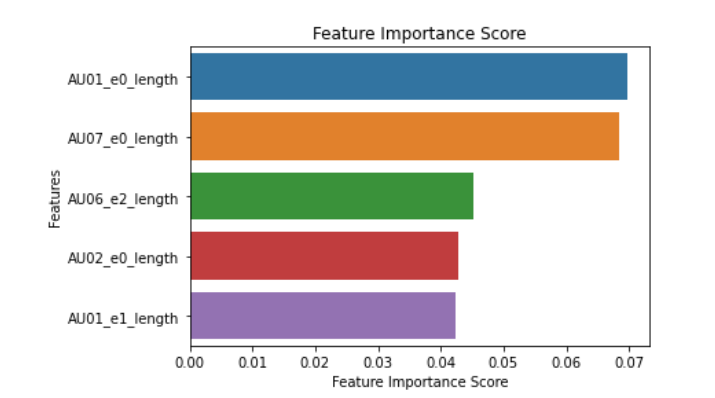 Feature Importance Score
AU01_e0_length
AU07_e0_length
AU06_e2_length
AU02_e0_length
AU01_e1_length
Features
0.00 0.01 0.02 0.03 0.04 0.05 0.06 0.07
Feature Importance Score